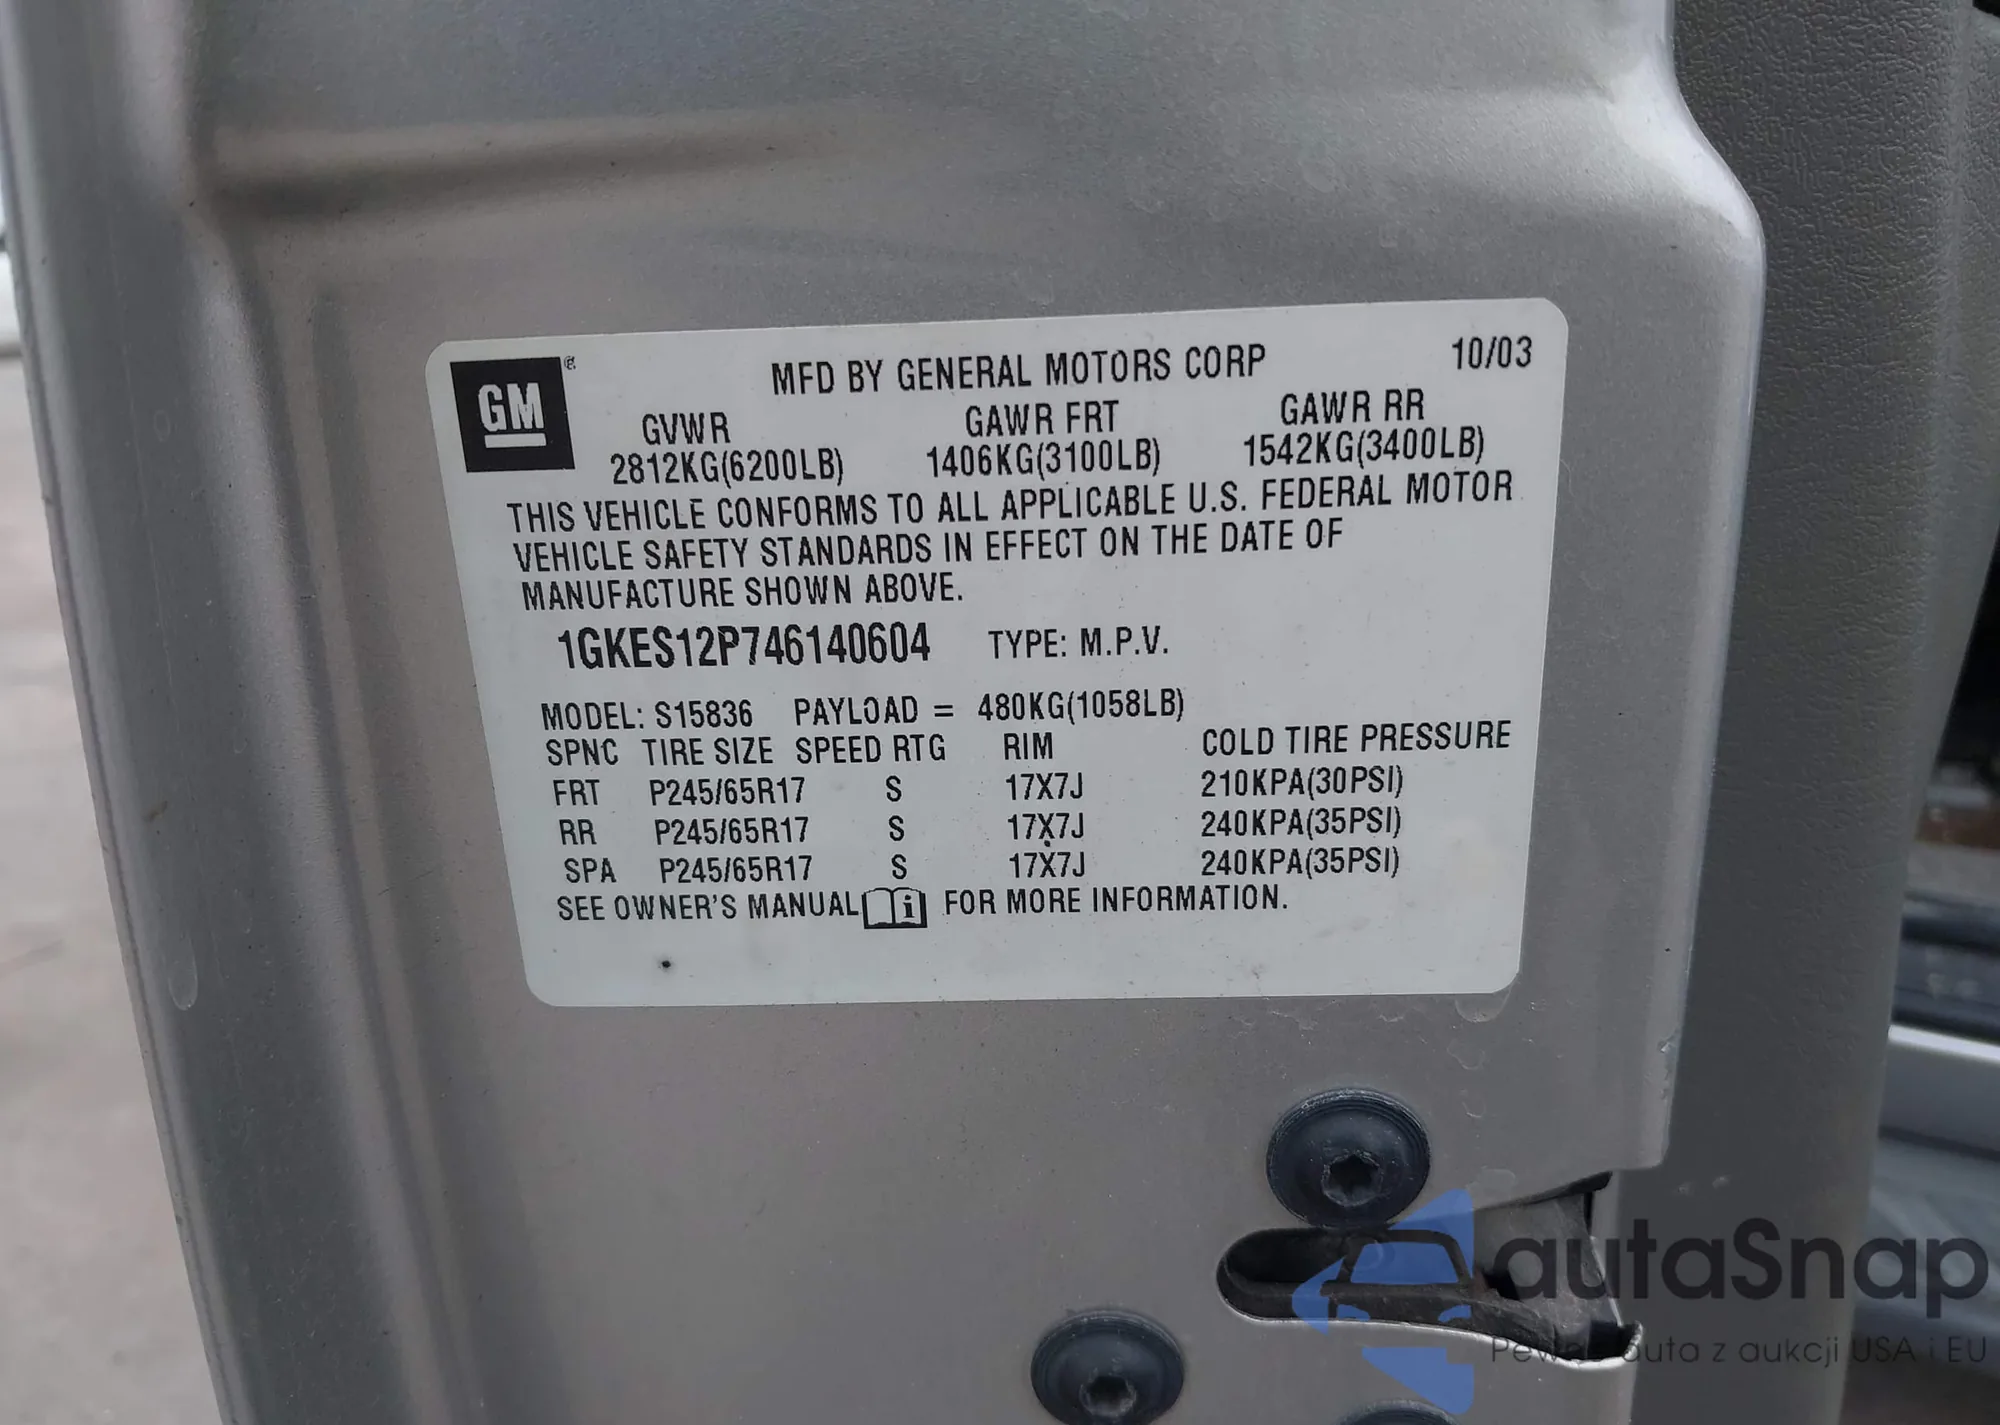 GM ® MFD BY GENERAL MOTORS CORP 10/03
GVWR GAWR FRT GAWR RR
2812KG(6200LB) 1406KG(3100LB) 1542KG(3400LB)
THIS VEHICLE CONFORMS TO ALL APPLICABLE U.S. FEDERAL MOTOR
VEHICLE SAFETY STANDARDS IN EFFECT ON THE DATE OF
MANUFACTURE SHOWN ABOVE.
1GKES12P746140604 TYPE: M.P.V.
MODEL: S15836 PAYLOAD = 480KG(1058LB)
SPNC TIRE SIZE SPEED RTG RIM COLD TIRE PRESSURE
FRT P245/65R17 S 17X7J 210KPA(30PSI)
RR P245/65R17 S 17X7J 240KPA(35PSI)
SPA P245/65R17 S 17X7J 240KPA(35PSI)
SEE OWNER'S MANUAL i FOR MORE INFORMATION.
autaSnap
auta z aukcji USA i EU